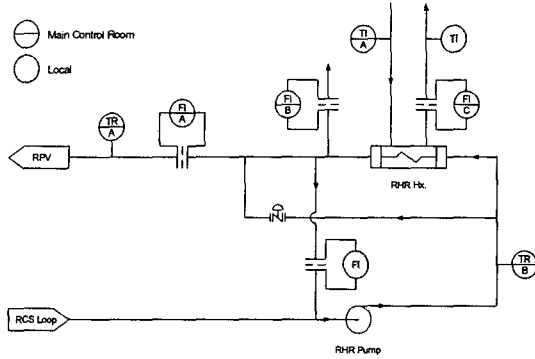 Main Control Room
Local
TI
A
TI
FI
B
FI
C
TR
A
FI
A
RPV
RHR Hx.
FI
TR
B
RCS Loop
RHR Pump